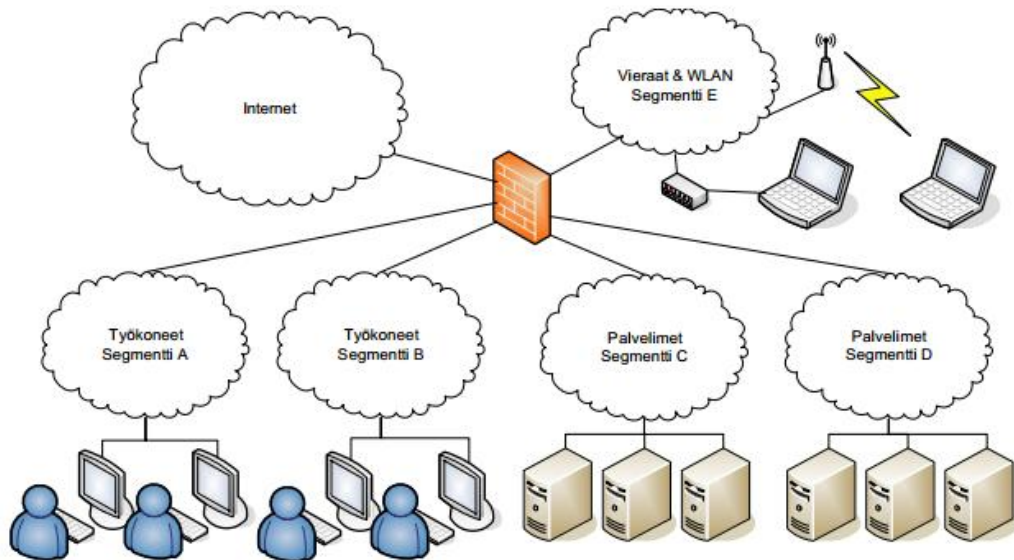 Internet
Vieraat & WLAN
Segmentti E
Työkoneet
Segmentti A
Työkoneet
Segmentti B
Palvelimet
Segmentti C
Palvelimet
Segmentti D